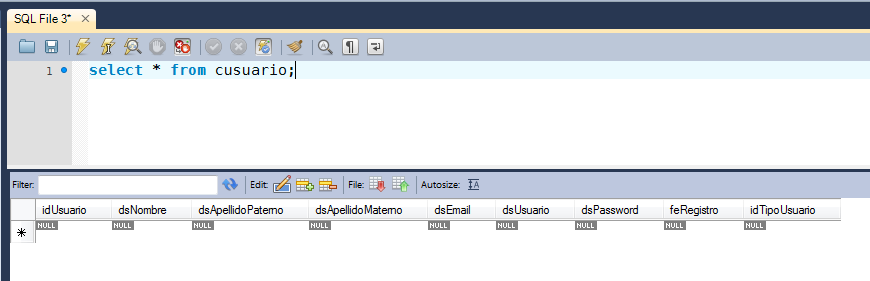 SQL File 3*
1 select * from cusuario;
Filter: Edit: File: Autosize:
idUsuario dsNombre dsApellidoPaterno dsApellidoMaterno dsEmail dsUsuario dsPassword feRegistro idTipoUsuario
* NULL NULL NULL NULL NULL NULL NULL NULL NULL